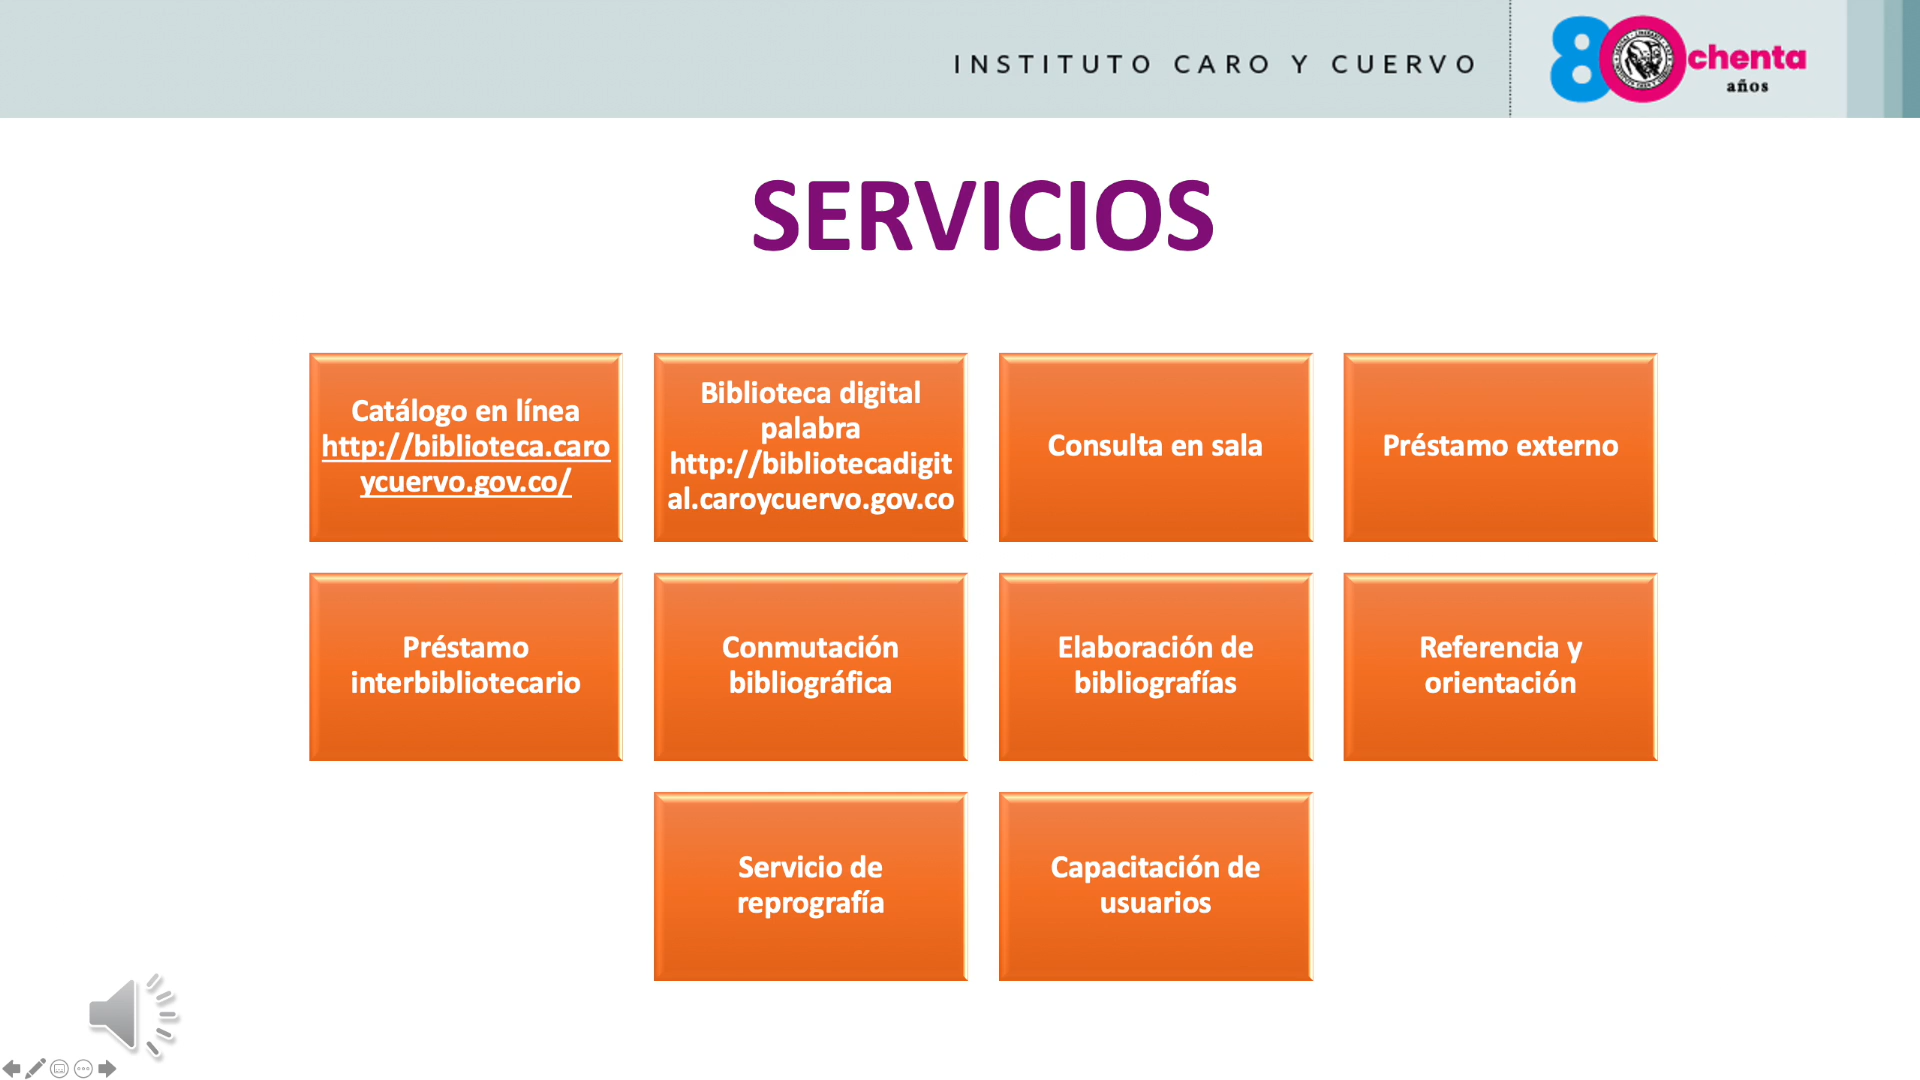 INSTITUTO CARO Y CUERVO
80chenta
años
SERVICIOS
Catálogo en línea
http://biblioteca.caro
ycuervo.gov.co/
Biblioteca digital
palabra
http://bibliotecadigit
al.caroycuervo.gov.co
Consulta en sala
Préstamo externo
Préstamo
interbibliotecario
Conmutación
bibliográfica
Elaboración de
bibliografías
Referencia y
orientación
Servicio de
reprografía
Capacitación de
usuarios